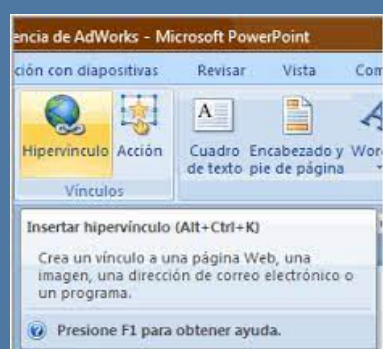 encia de AdWorks - Microsoft PowerPoint
ción con diapositivas Revisar Vista Com
Hipervínculo Acción Cuadro de texto Encabezado y pie de página Wor
Vínculos
Insertar hipervínculo (Alt+Ctrl+K)
Crea un vínculo a una página Web, una
imagen, una dirección de correo electrónico o
un programa.
Presione F1 para obtener ayuda.